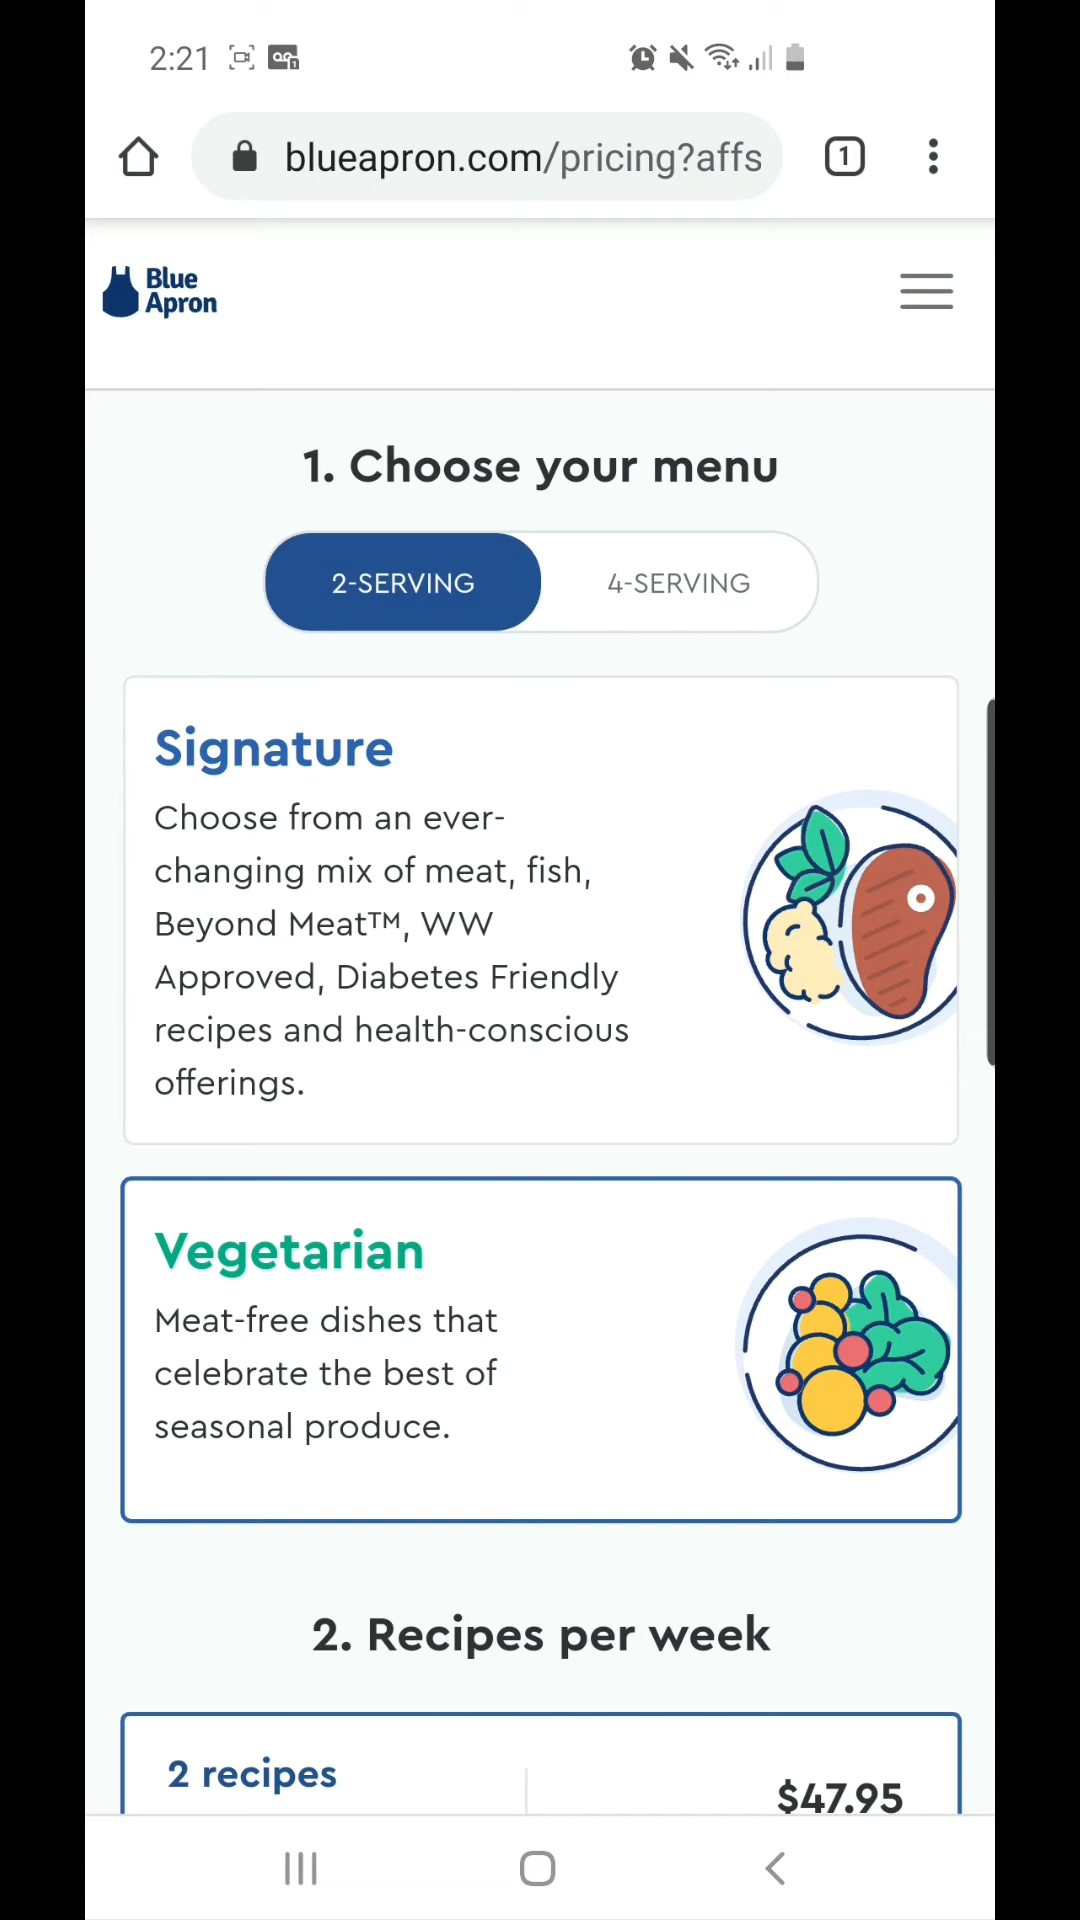 2:21
blueapron.com/pricing?affs
1
Blue
Apron
1. Choose your menu
2-SERVING
4-SERVING
Signature
Choose from an ever-
changing mix of meat, fish,
Beyond Meat™, WW
Approved, Diabetes Friendly
recipes and health-conscious
offerings.
Vegetarian
Meat-free dishes that
celebrate the best of
seasonal produce.
2. Recipes per week
2 recipes
$47.95